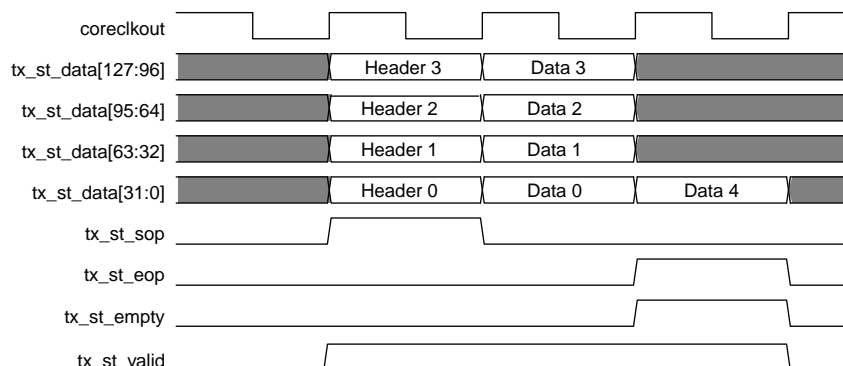 coreclkout
tx_st_data[127:96] Header 3 Data 3
tx_st_data[95:64] Header 2 Data 2
tx_st_data[63:32] Header 1 Data 1
tx_st_data[31:0] Header 0 Data 0 Data 4
tx_st_sop
tx_st_eop
tx_st_empty
tx_st_valid